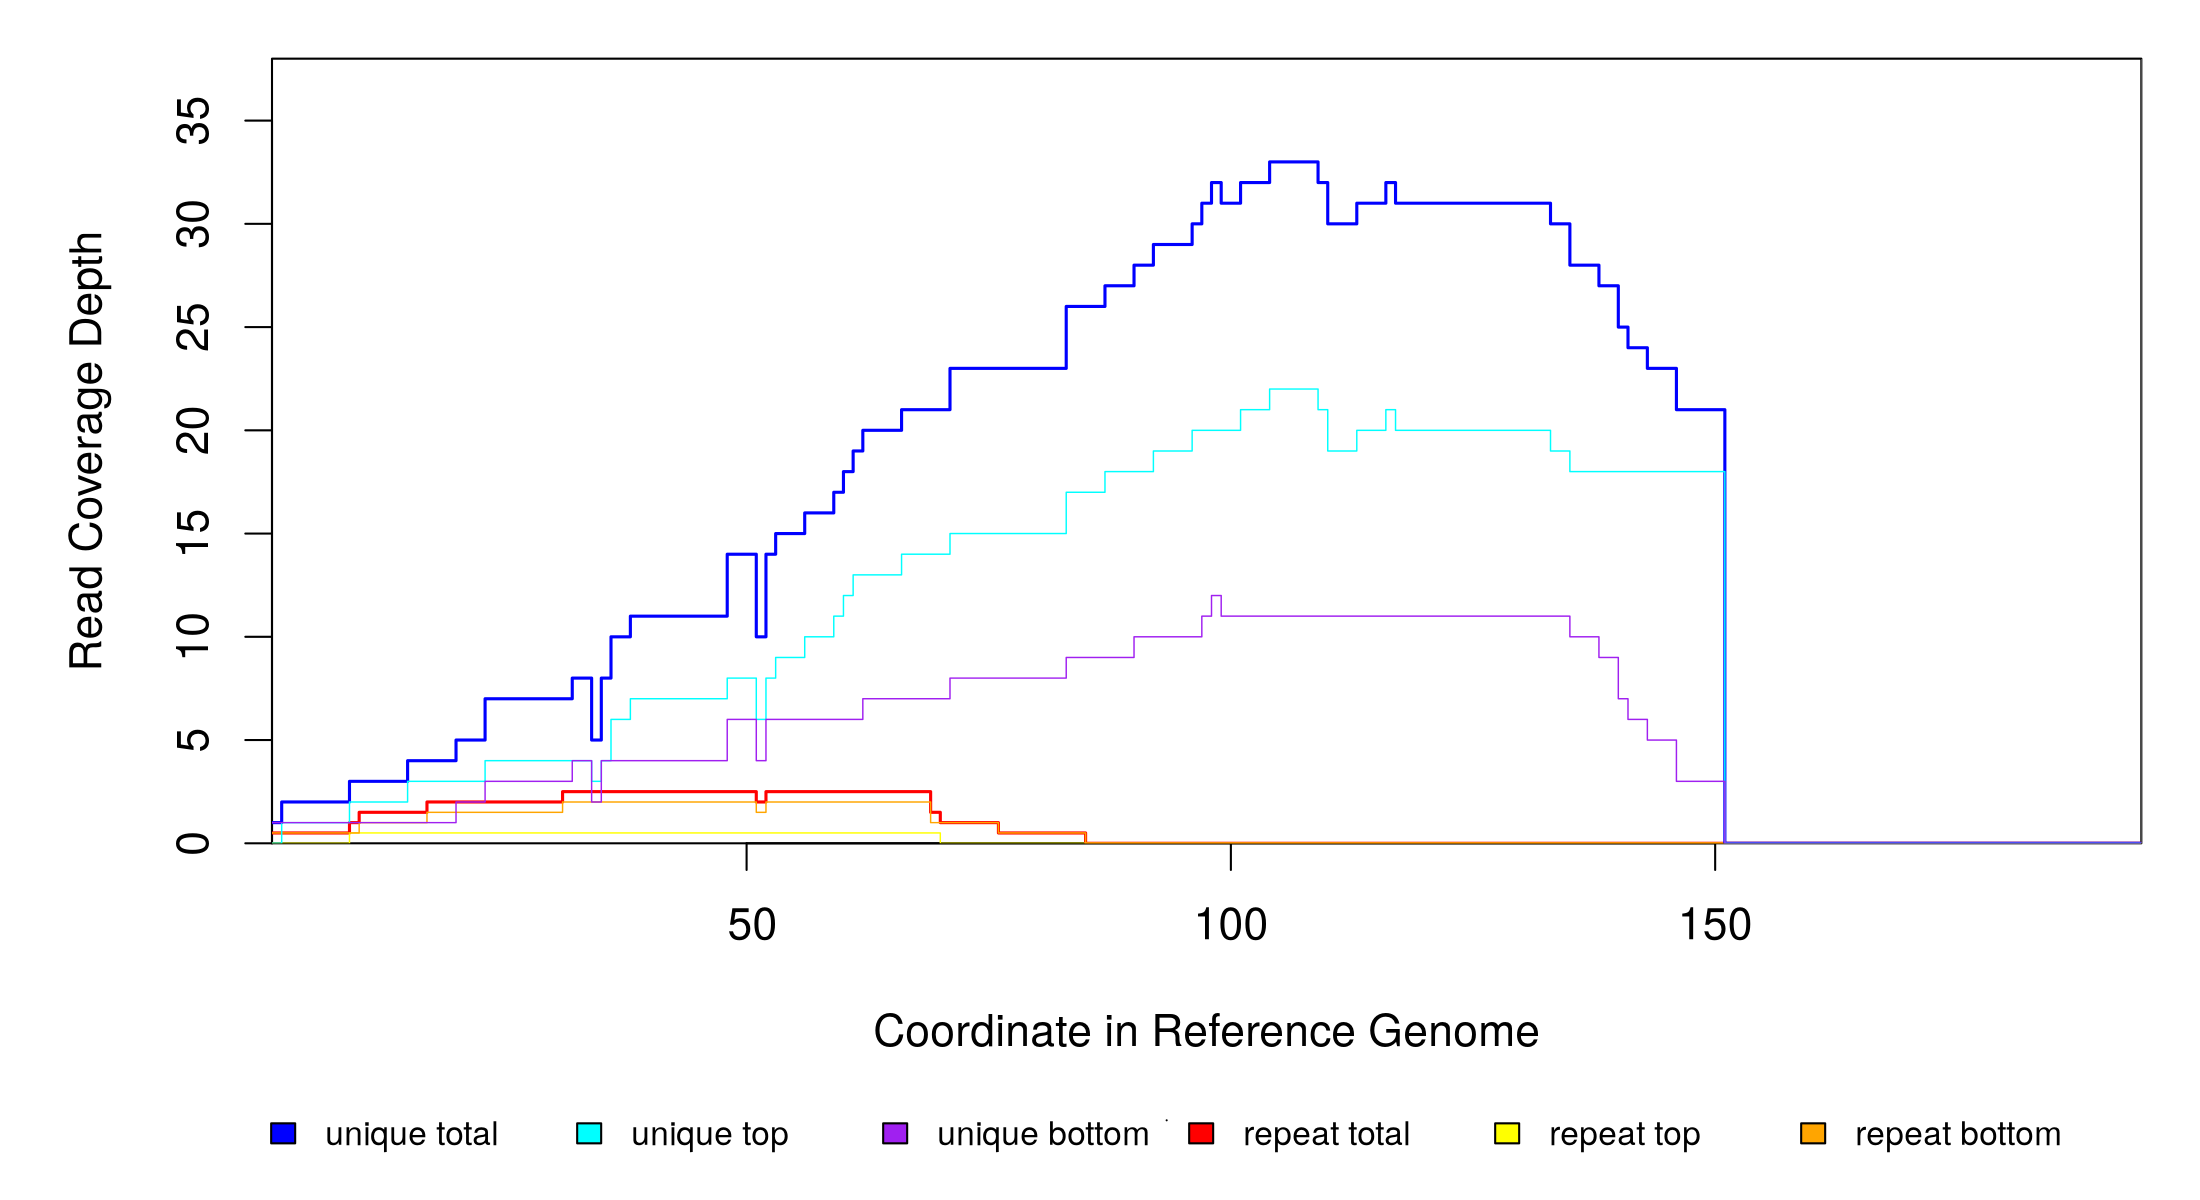 Read Coverage Depth
35
30
25
20
15
10
5
0
50 100 150
Coordinate in Reference Genome
unique total unique top unique bottom repeat total repeat top repeat bottom